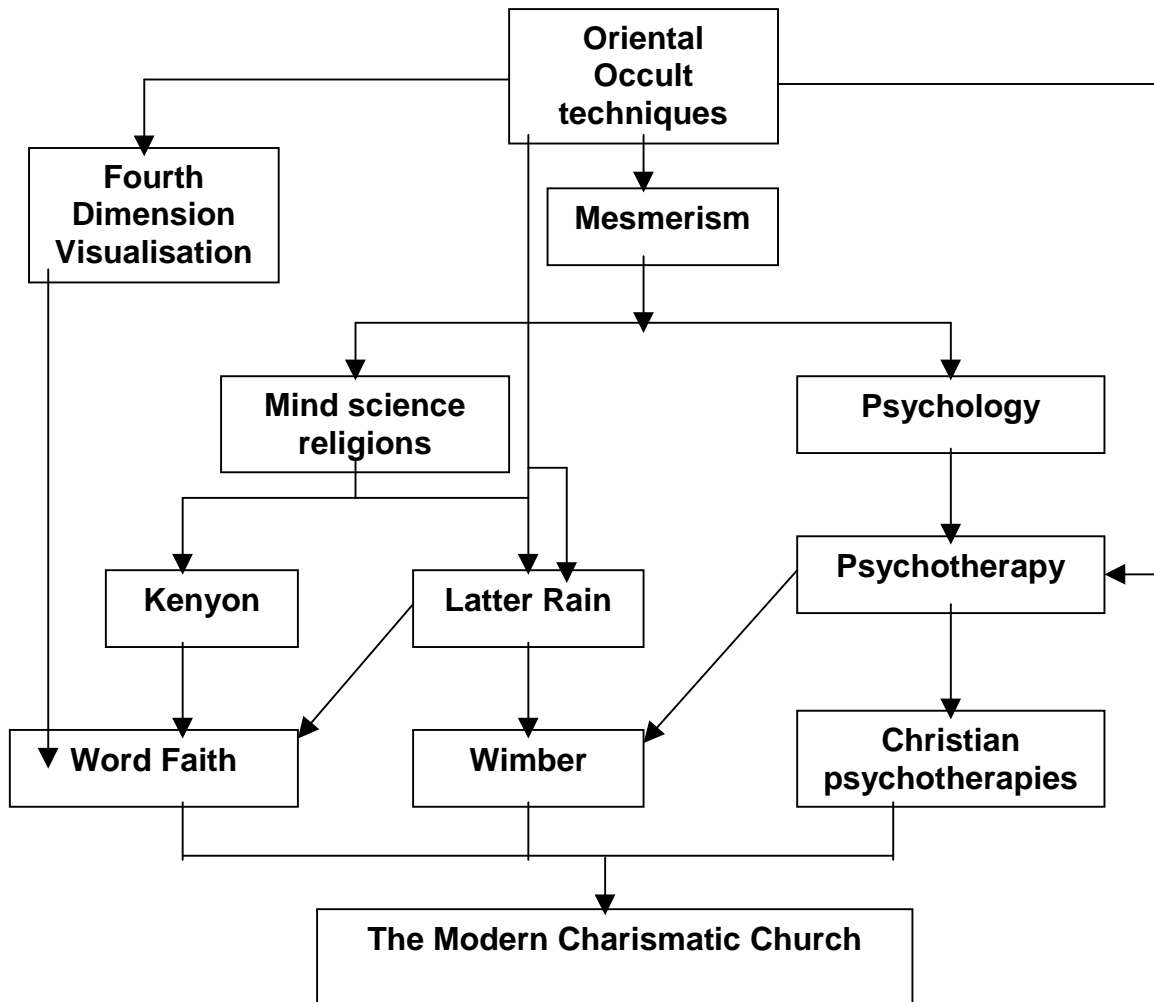 Oriental
Occult
techniques
Fourth
Dimension
Visualisation
Mesmerism
Mind science
religions
Psychology
Kenyon
Latter Rain
Psychotherapy
Word Faith
Wimber
Christian
psychotherapies
The Modern Charismatic Church